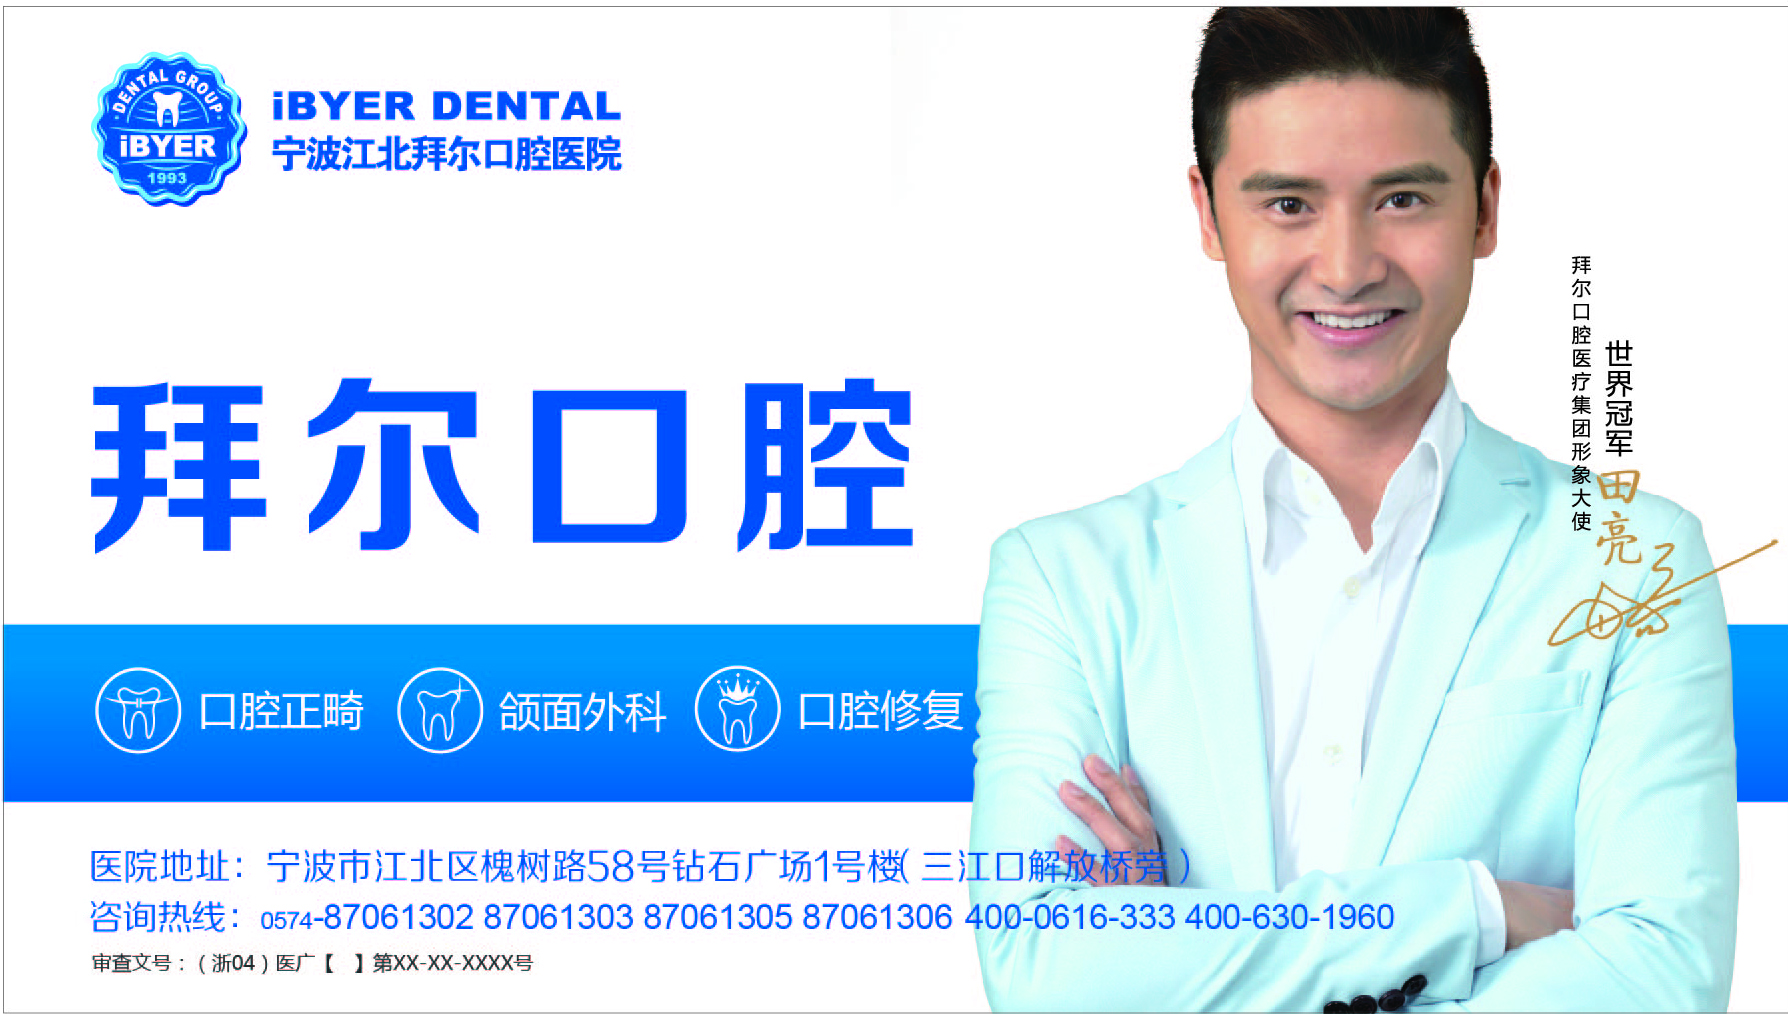 DENTAL GROUP
iBYER
1993
iBYER DENTAL
宁波江北拜尔口腔医院
拜尔口腔医疗集团形象大使
世界冠军
田亮
拜尔口腔
口腔正畸
颌面外科
口腔修复
医院地址：宁波市江北区槐树路58号钻石广场1号楼( 三江口解放桥旁 )
咨询热线：0574-87061302 87061303 87061305 87061306 400-0616-333 400-630-1960
审查文号：（浙04）医广【 】第XX-XX-XXXX号